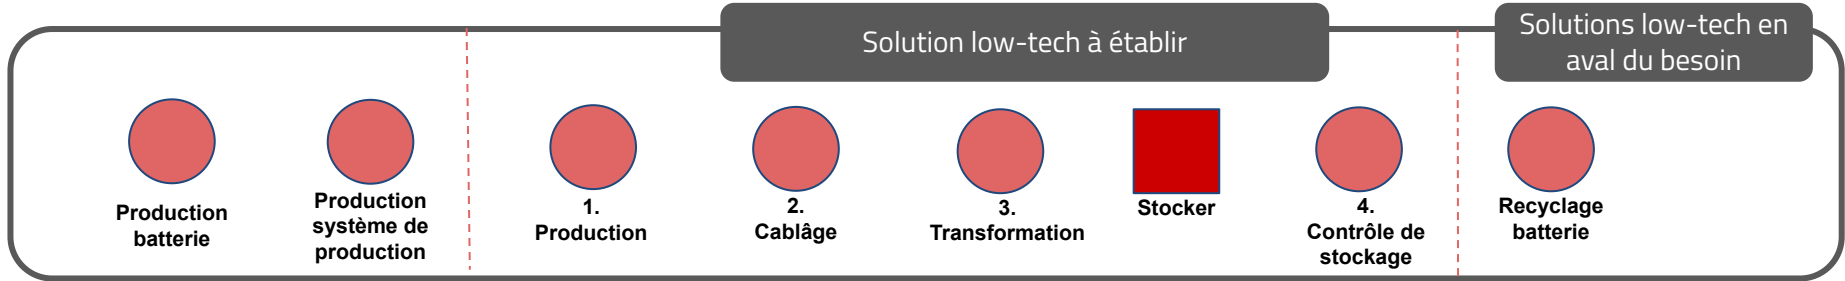 Solution low-tech à établir
Solutions low-tech en
aval du besoin
Production
batterie
Production
système de
production
1.
Production
2.
Cablâge
3.
Transformation
Stocker
4.
Contrôle de
stockage
Recyclage
batterie